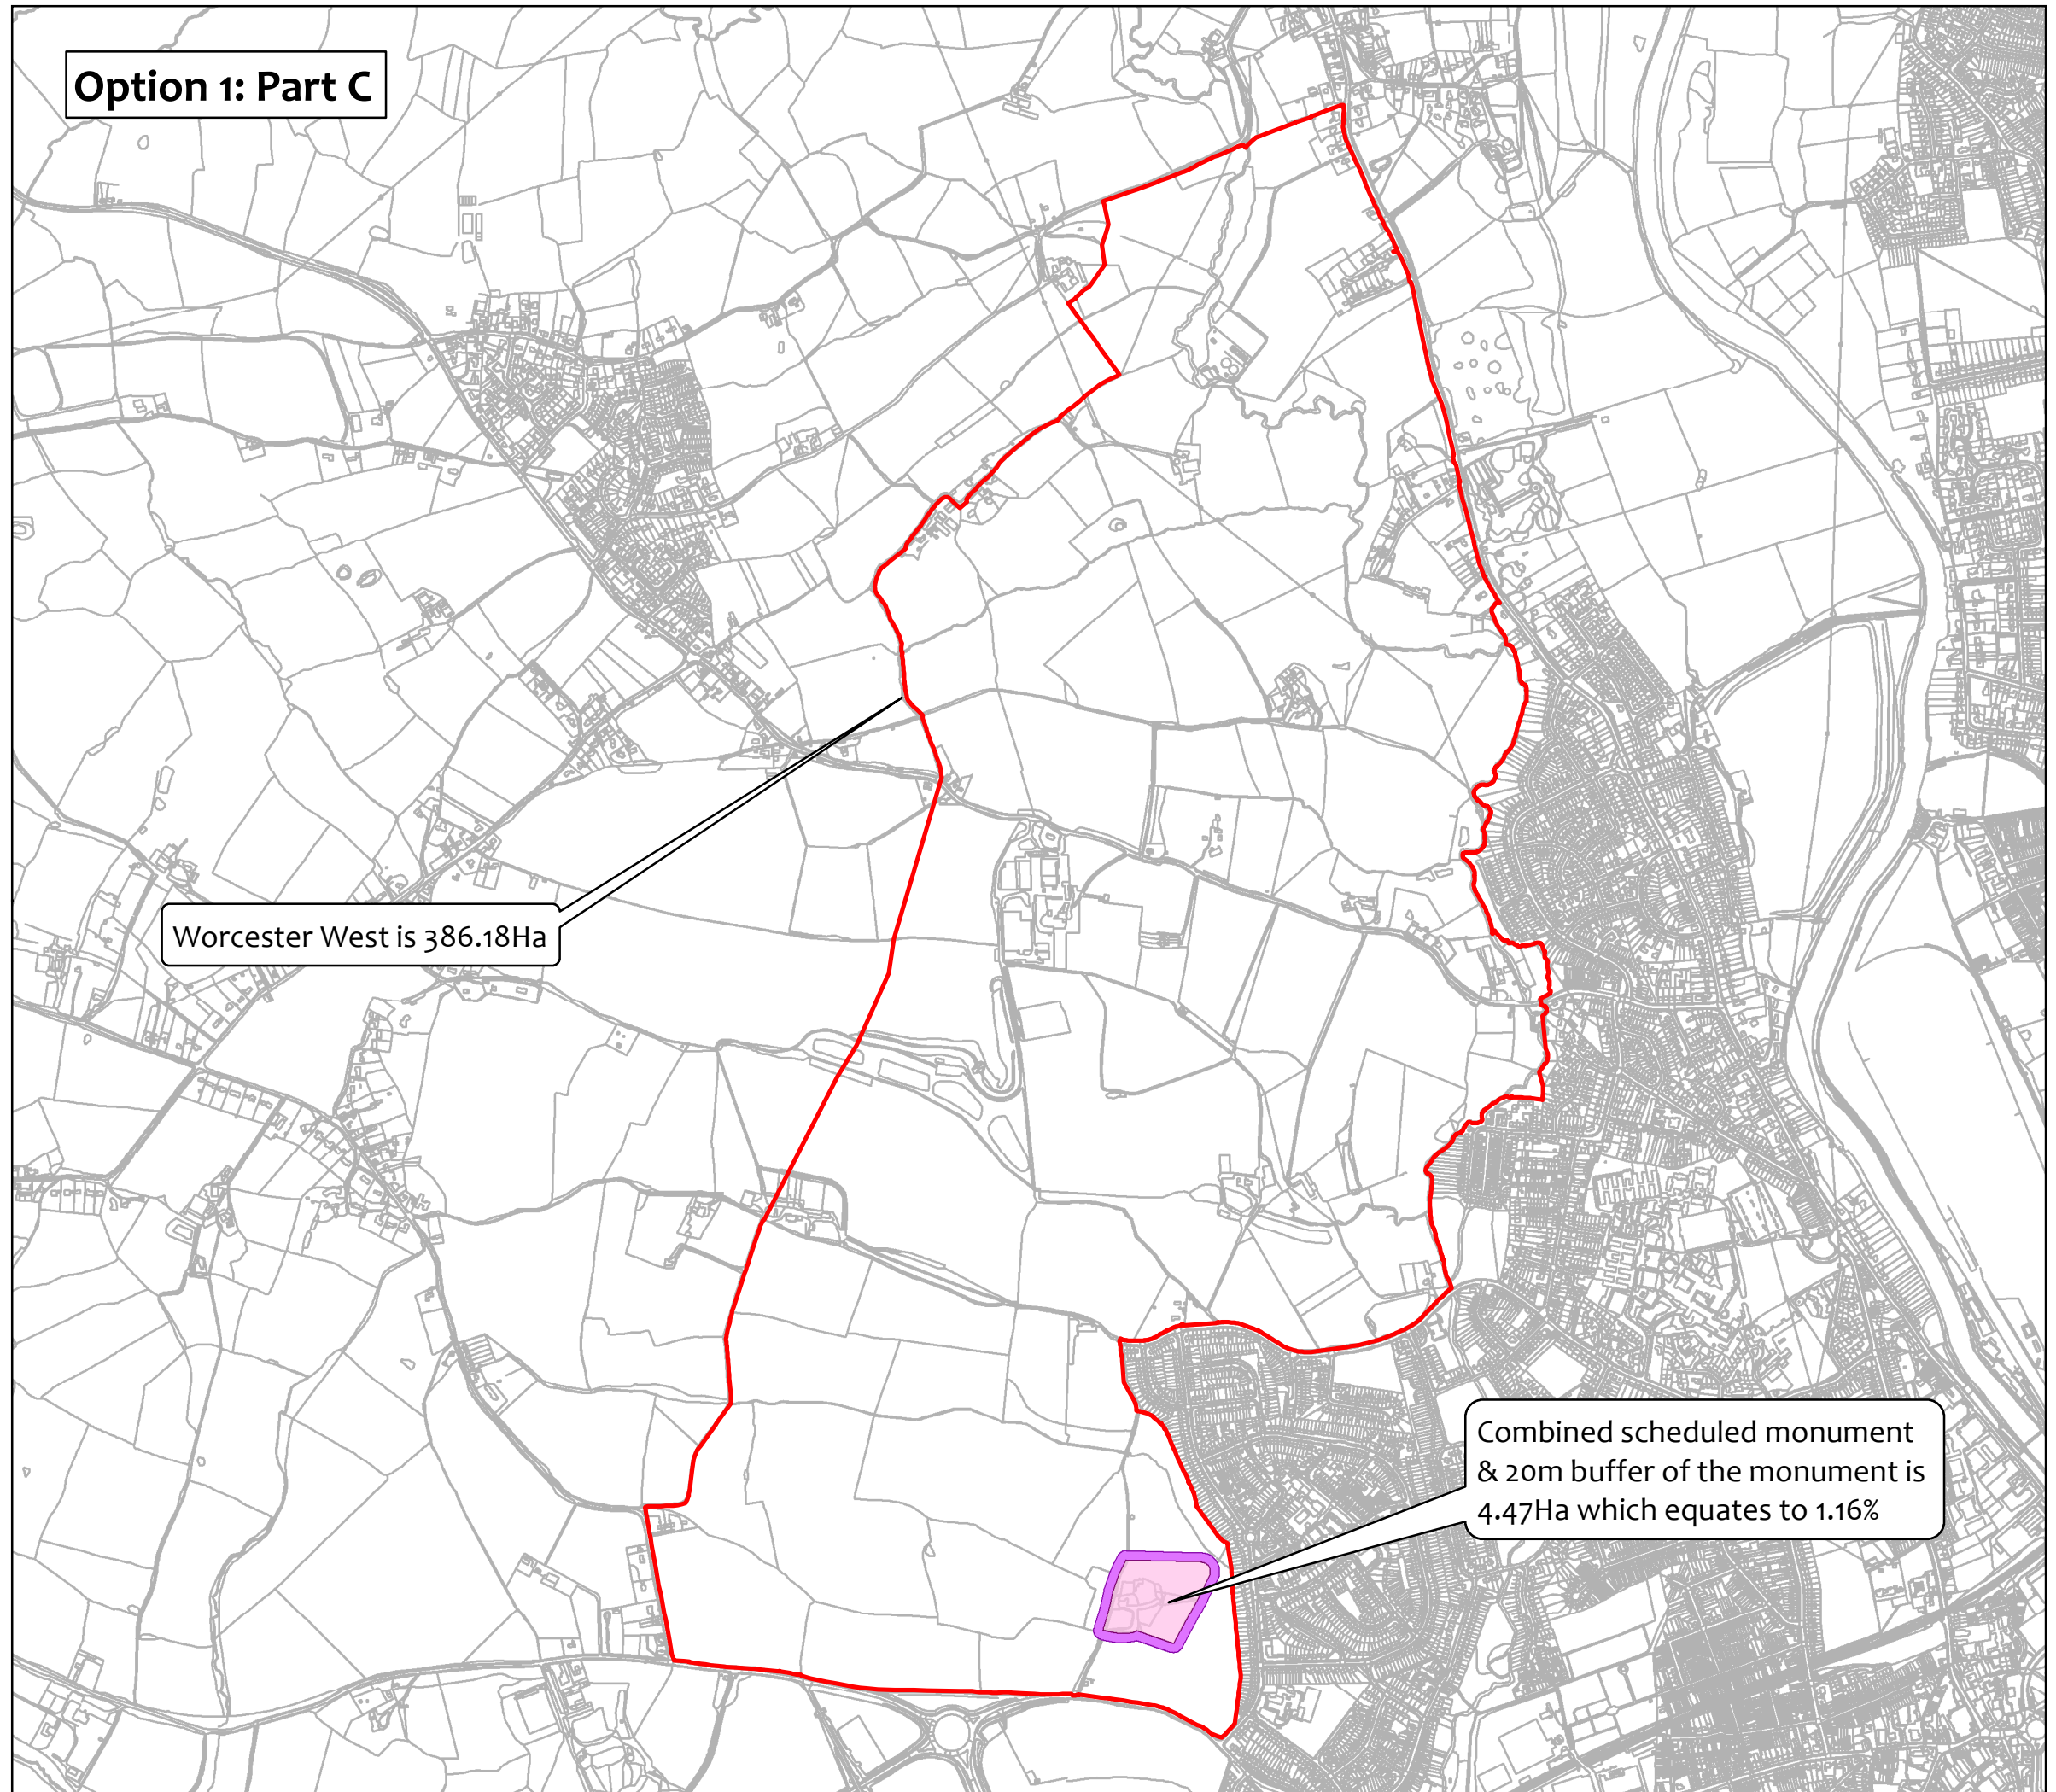 Option 1: Part C
Worcester West is 386.18Ha
Combined scheduled monument
& 20m buffer of the monument is
4.47Ha which equates to 1.16%